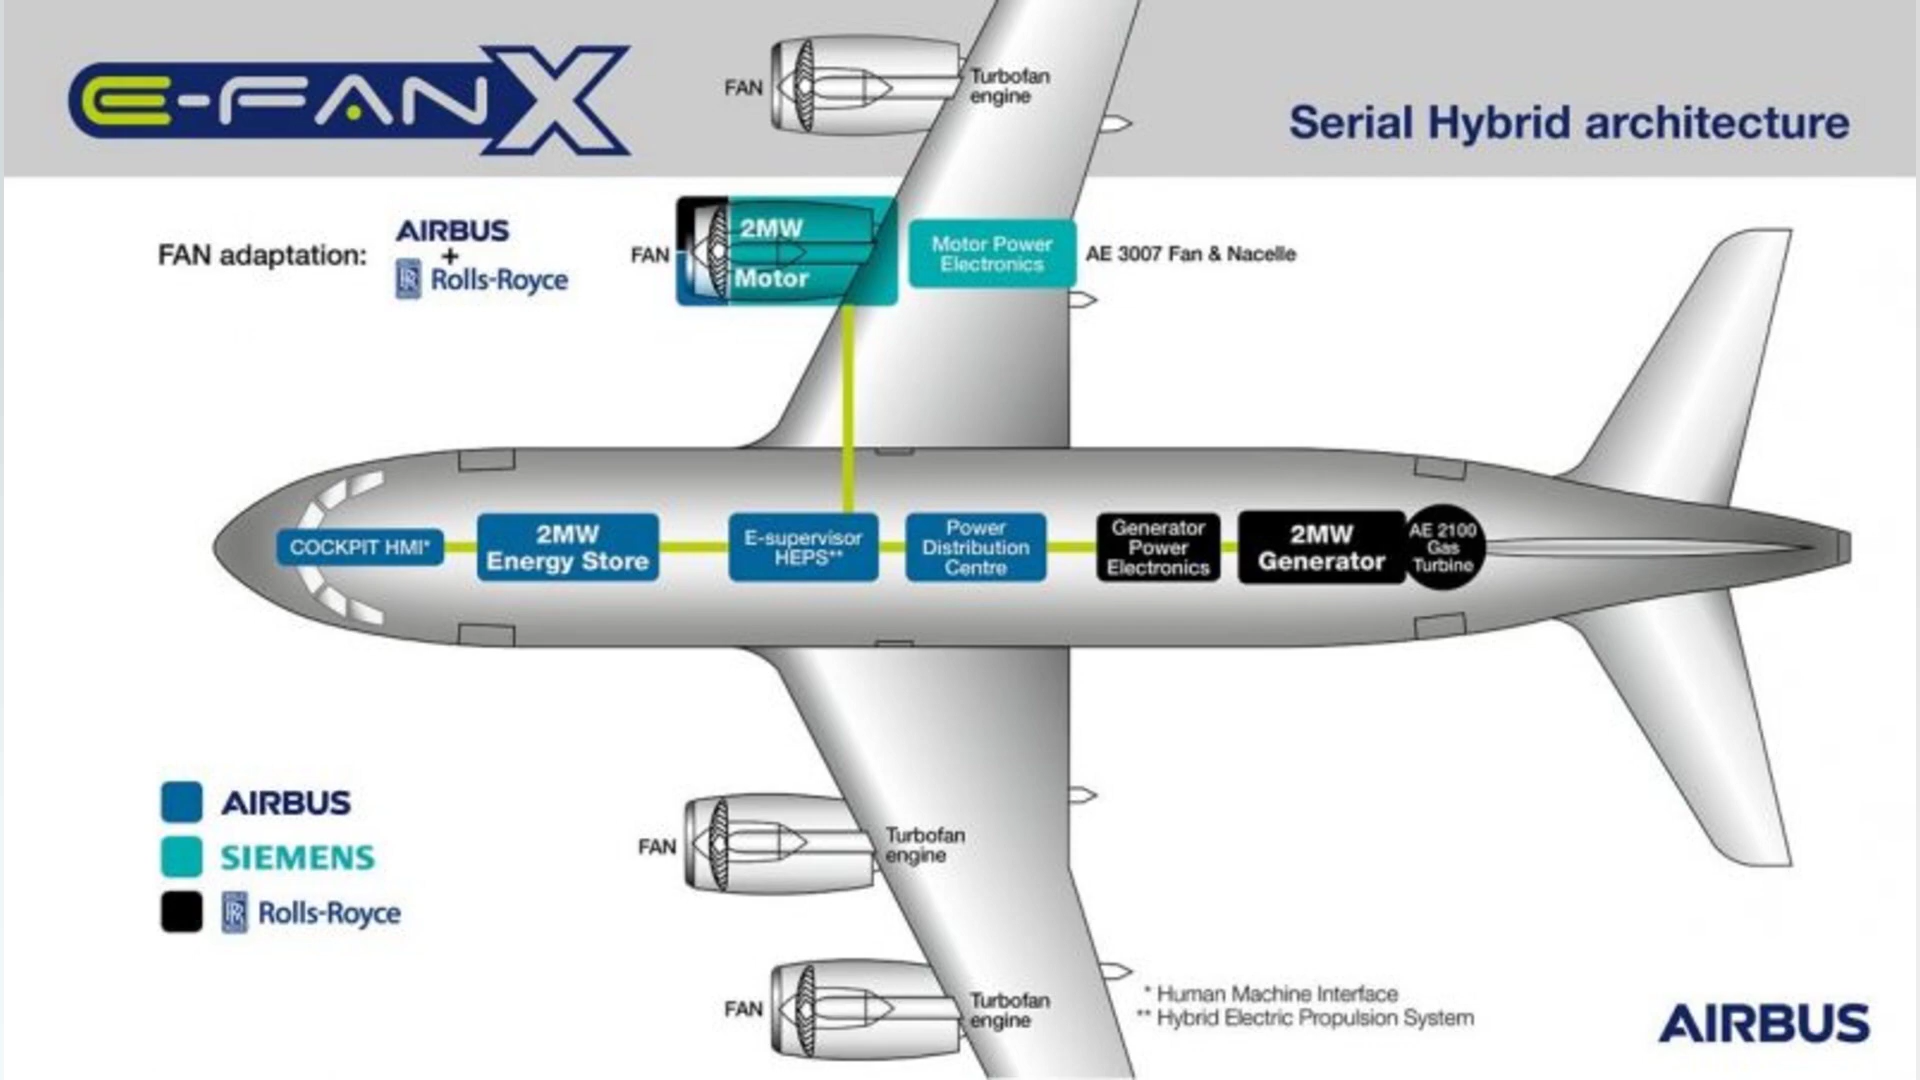 E-FAN X
Serial Hybrid architecture
FAN
Turbofan
engine
FAN adaptation:
AIRBUS
+
Rolls-Royce
FAN
2MW
Motor
Motor Power
Electronics
AE 3007 Fan & Nacelle
COCKPIT HMI*
2MW
Energy Store
E-supervisor
HEPS**
Power
Distribution
Centre
Generator
Power
Electronics
2MW
Generator
AE 2100
Gas
Turbine
AIRBUS
SIEMENS
Rolls-Royce
FAN
Turbofan
engine
FAN
Turbofan
engine
* Human Machine Interface
** Hybrid Electric Propulsion System
AIRBUS